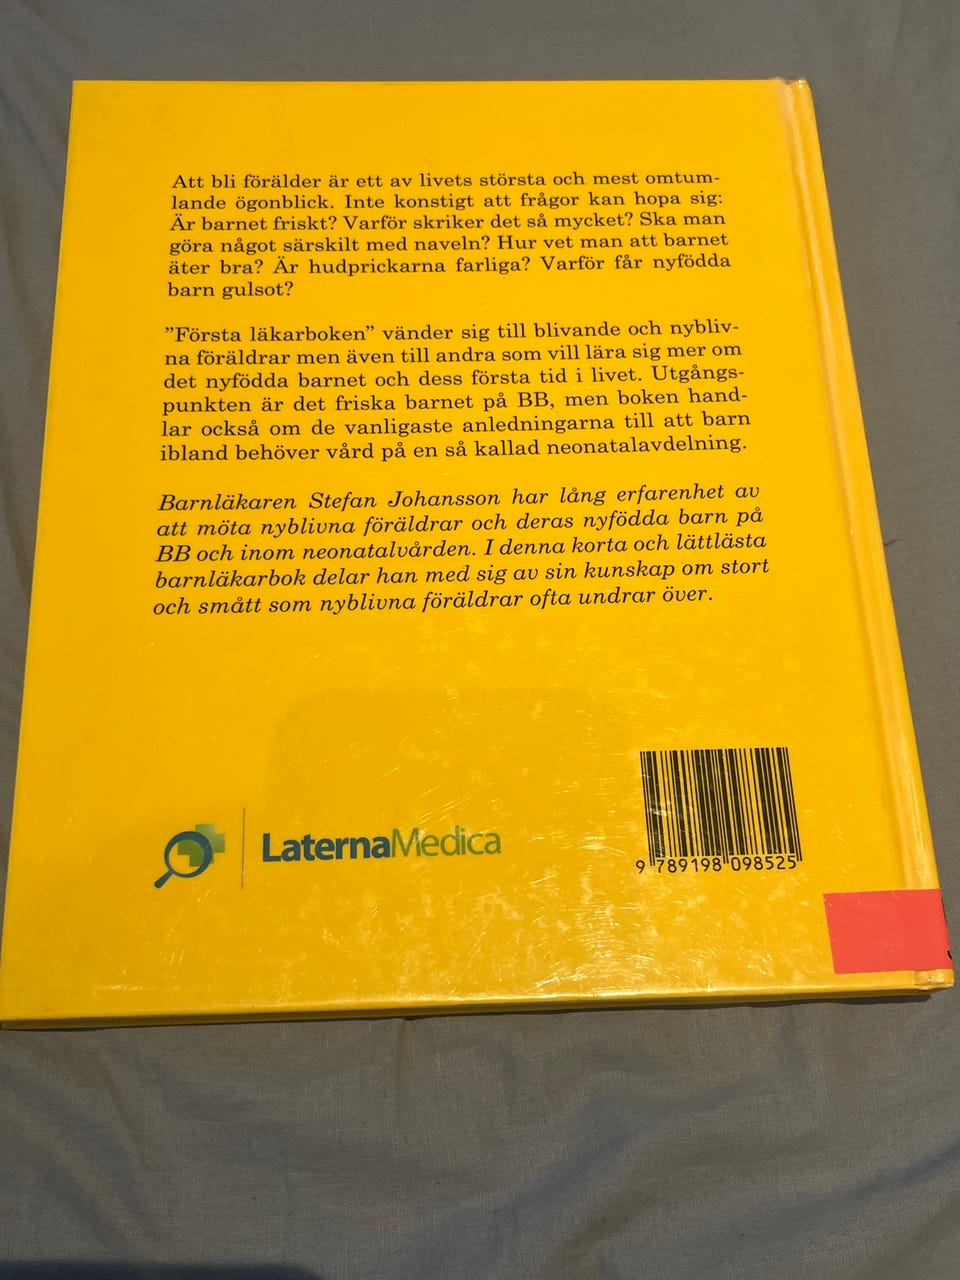 Att bli förälder är ett av livets största och mest omtum-
lande ögonblick. Inte konstigt att frågor kan hopa sig:
Är barnet friskt? Varför skriker det så mycket? Ska man
göra något särskilt med naveln? Hur vet man att barnet
äter bra? Är hudprickarna farliga? Varför får nyfödda
barn gulsot?
”Första läkarboken” vänder sig till blivande och nybliv-
na föräldrar men även till andra som vill lära sig mer om
det nyfödda barnet och dess första tid i livet. Utgångs-
punkten är det friska barnet på BB, men boken hand-
lar också om de vanligaste anledningarna till att barn
ibland behöver vård på en så kallad neonatalavdelning.
Barnläkaren Stefan Johansson har lång erfarenhet av
att möta nyblivna föräldrar och deras nyfödda barn på
BB och inom neonatalvården. I denna korta och lättlästa
barnläkarbok delar han med sig av sin kunskap om stort
och smått som nyblivna föräldrar ofta undrar över.
LaternaMedica
9 789198 098525